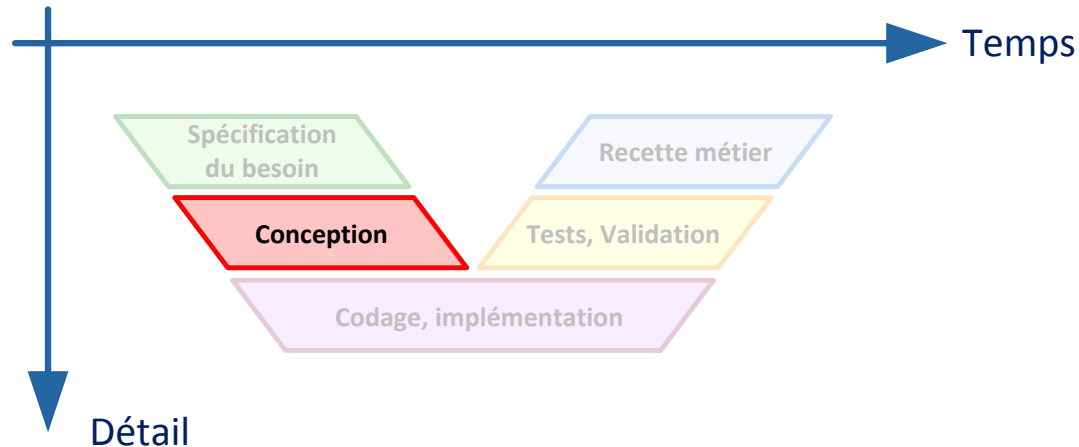 Temps
Spécification
du besoin
Recette métier
Conception
Tests, Validation
Codage, implémentation
Détail